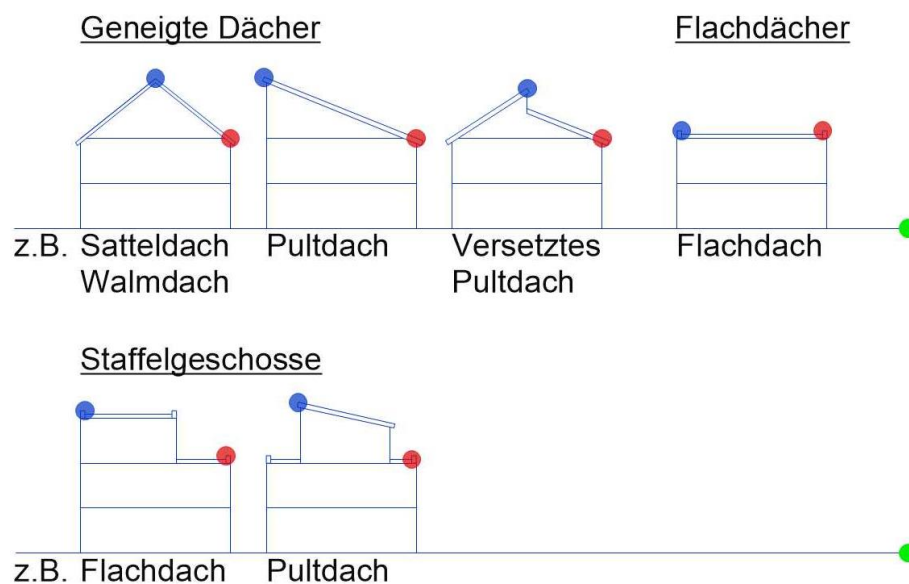 Geneigte Dächer
Flachdächer
z.B. Satteldach
Walmdach
Pultdach
Versetztes
Pultdach
Flachdach
Staffelgeschosse
z.B. Flachdach
Pultdach